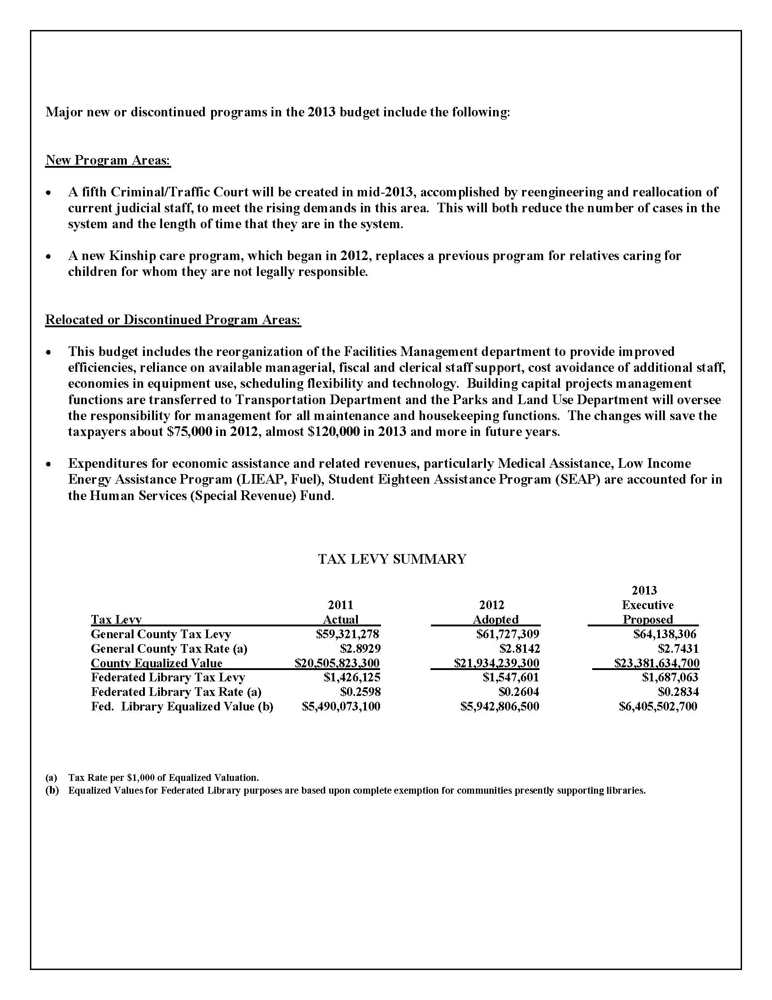 Major new or discontinued programs in the 2013 budget include the following:
New Program Areas:
• A fifth Criminal/Traffic Court will be created in mid-2013, accomplished by reengineering and reallocation of
current judicial staff, to meet the rising demands in this area. This will both reduce the number of cases in the
system and the length of time that they are in the system.
• A new Kinship care program, which began in 2012, replaces a previous program for relatives caring for
children for whom they are not legally responsible.
Relocated or Discontinued Program Areas:
• This budget includes the reorganization of the Facilities Management department to provide improved
efficiencies, reliance on available managerial, fiscal and clerical staff support, cost avoidance of additional staff,
economies in equipment use, scheduling flexibility and technology. Building capital projects management
functions are transferred to Transportation Department and the Parks and Land Use Department will oversee
the responsibility for management for all maintenance and housekeeping functions. The changes will save the
taxpayers about $75,000 in 2012, almost $120,000 in 2013 and more in future years.
• Expenditures for economic assistance and related revenues, particularly Medical Assistance, Low Income
Energy Assistance Program (LIEAP, Fuel), Student Eighteen Assistance Program (SEAP) are accounted for in
the Human Services (Special Revenue) Fund.
TAX LEVY SUMMARY
2013
2011 2012 Executive
Tax Levy Actual Adopted Proposed
General County Tax Levy $59,321,278 $61,727,309 $64,138,306
General County Tax Rate (a) $2.8929 $2.8142 $2.7431
County Equalized Value $20,505,823,300 $21,934,239,300 $23,381,634,700
Federated Library Tax Levy $1,426,125 $1,547,601 $1,687,063
Federated Library Tax Rate (a) $0.2598 $0.2604 $0.2834
Fed. Library Equalized Value (b) $5,490,073,100 $5,942,806,500 $6,405,502,700
(a) Tax Rate per $1,000 of Equalized Valuation.
(b) Equalized Values for Federated Library purposes are based upon complete exemption for communities presently supporting libraries.